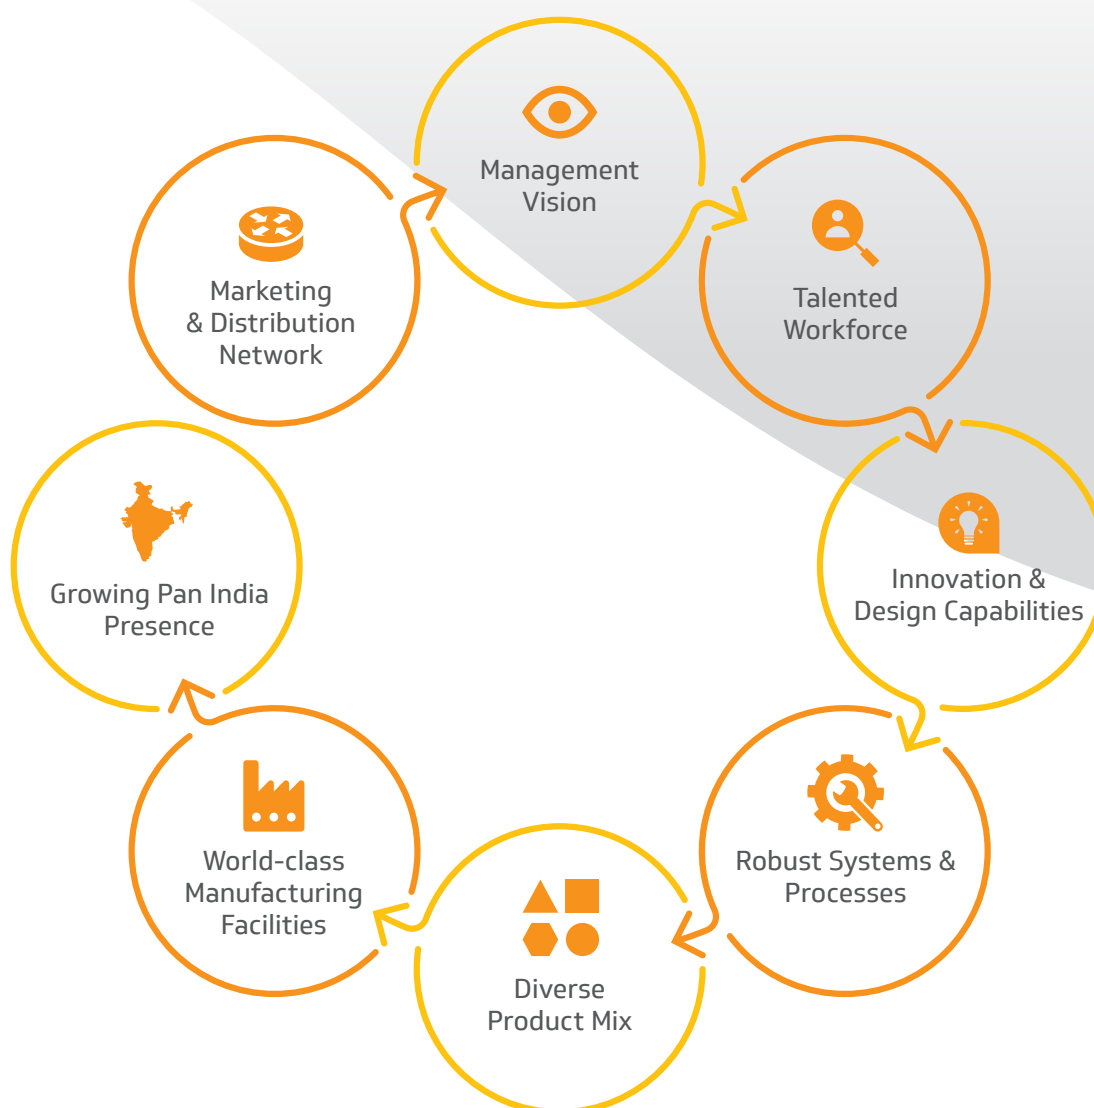 Management
Vision
Talented
Workforce
Innovation &
Design Capabilities
Robust Systems &
Processes
Diverse
Product Mix
World-class
Manufacturing
Facilities
Growing Pan India
Presence
Marketing
& Distribution
Network